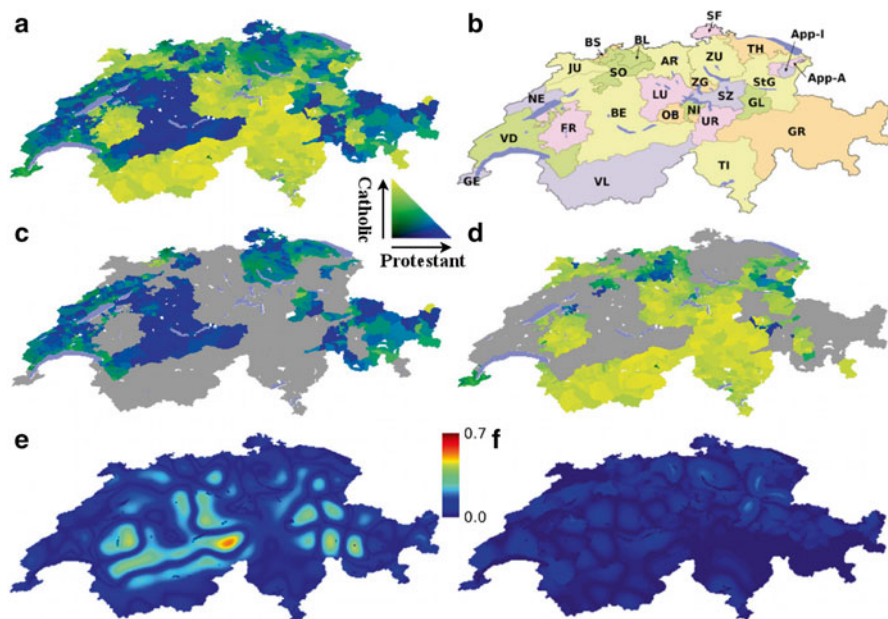 a
b
SF
BS
BL
TH
App-I
JU
AR
ZU
App-A
SO
ZG
StG
NE
LU
SZ
BE
NI
GL
OB
UR
FR
VD
GR
TI
GE
VL
Catholic
Protestant
c
d
e
0.7
0.0
f